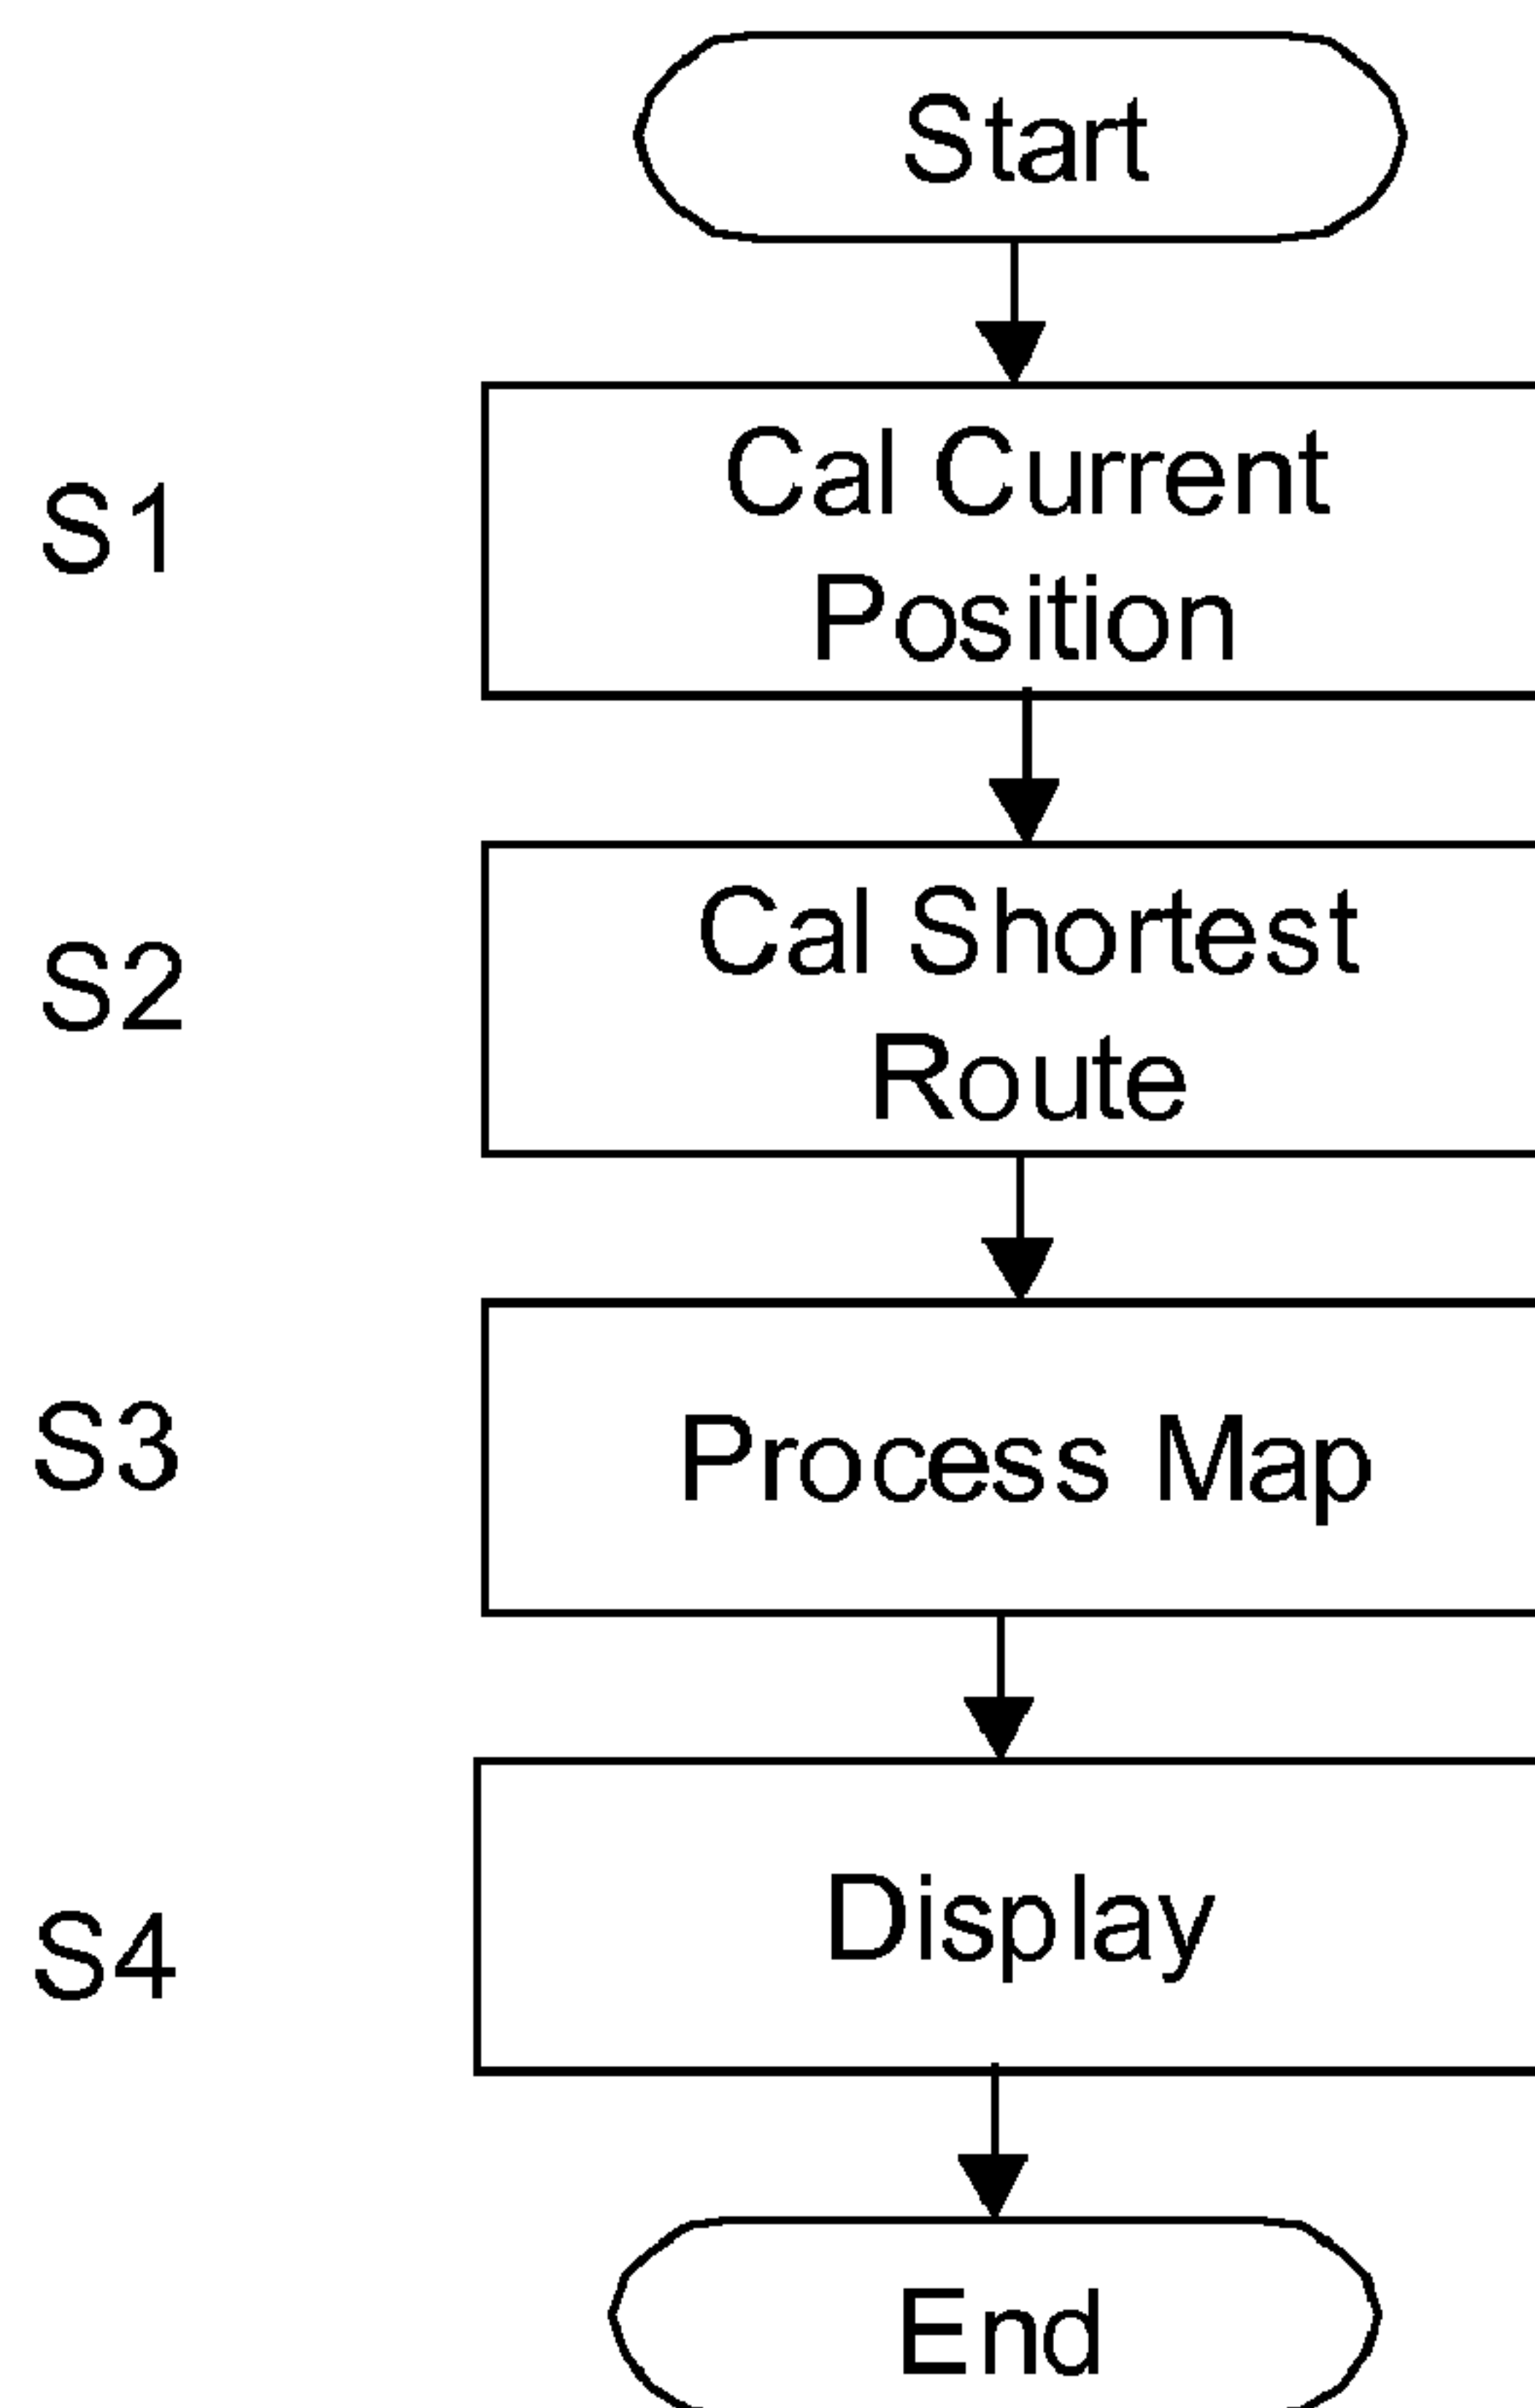 Start
S1
Cal Current
Position
S2
Cal Shortest
Route
S3
Process Map
S4
Display
End